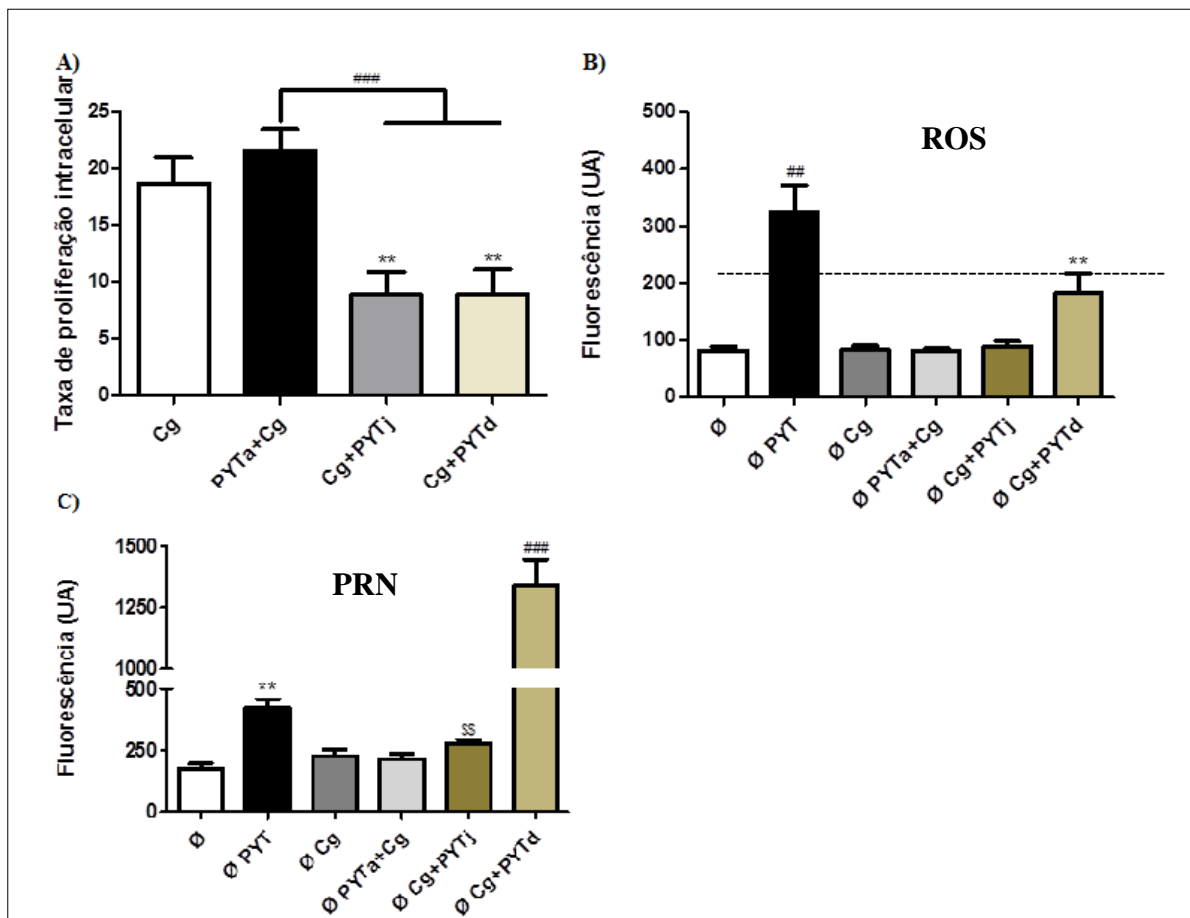 A)
###
Taxa de proliferação intracelular
25
20
15
10
5
0
**
**
Cg
PYTa+Cg
Cg+PYTj
Cg+PYTd
B)
ROS
Fluorescência (UA)
500
400
300
200
100
0
##
**
Ø
Ø PYT
Ø Cg
Ø PYTa+Cg
Ø Cg+PYTj
Ø Cg+PYTd
C)
PRN
Fluorescência (UA)
1500
1250
1000
500
250
0
**
$$
###
Ø
Ø PYT
Ø Cg
Ø PYTa+Cg
Ø Cg+PYTj
Ø Cg+PYTd